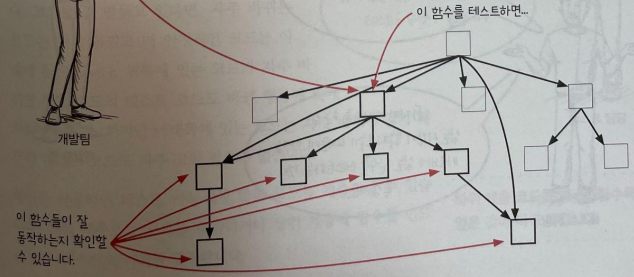 이 함수를 테스트하면...
개발팀
이 함수들이 잘
동작하는지 확인할
수 있습니다.